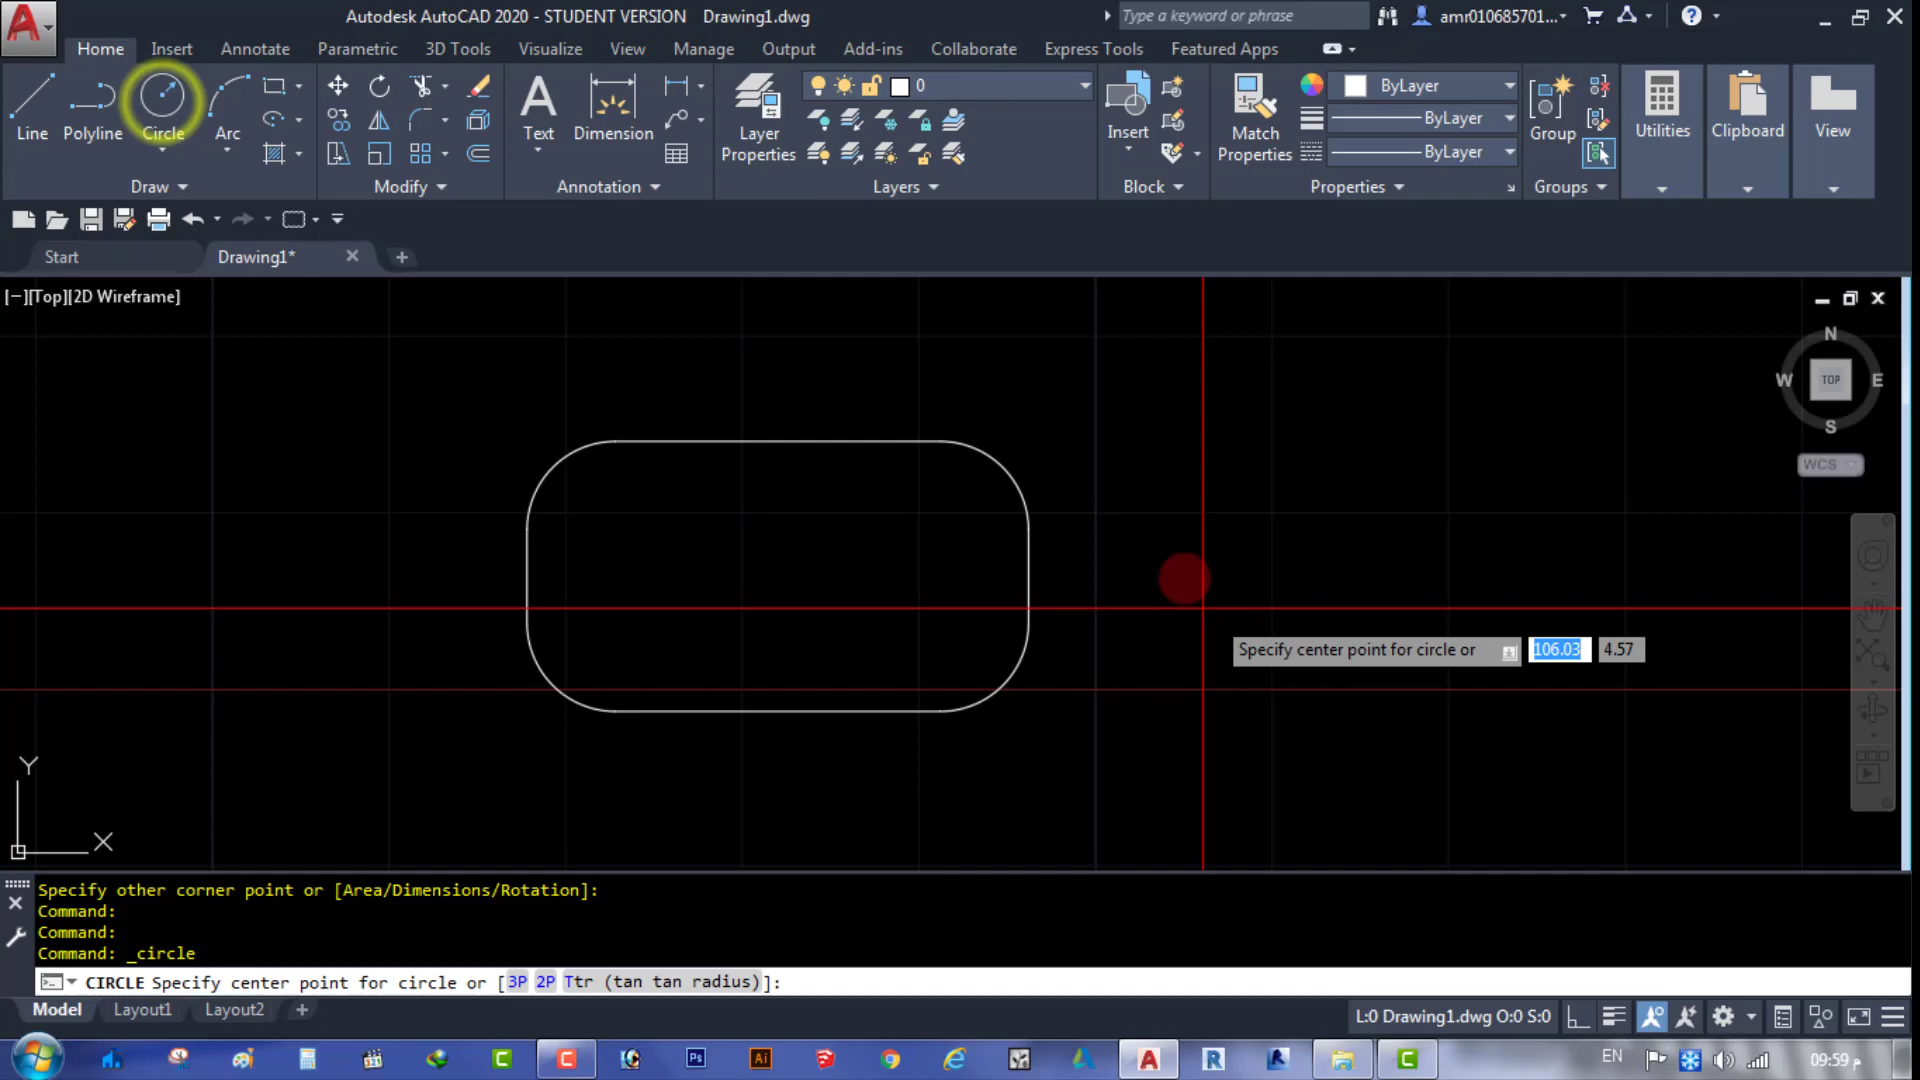 Autodesk AutoCAD 2020 - STUDENT VERSION Drawing1.dwg
Type a keyword or phrase
amr010685701...
Home Insert Annotate Parametric 3D Tools Visualize View Manage Output Add-ins Collaborate Express Tools Featured Apps
Line Polyline Circle Arc
Draw
Modify
A
Text Dimension
Annotation
Layer Properties
0
Layers
Insert
Block
Match Properties
ByLayer
ByLayer
ByLayer
Properties
Group
Groups
Utilities
Clipboard
View
Start Drawing1*
[−][Top][2D Wireframe]
N
W TOP E
S
WCS
Specify center point for circle or 106.03 4.57
Y
X
Specify other corner point or [Area/Dimensions/Rotation]:
Command:
Command:
Command: _circle
CIRCLE Specify center point for circle or [3P 2P Ttr (tan tan radius)]:
Model Layout1 Layout2
L:0 Drawing1.dwg O:0 S:0
Ps Ai
EN
09:59 م